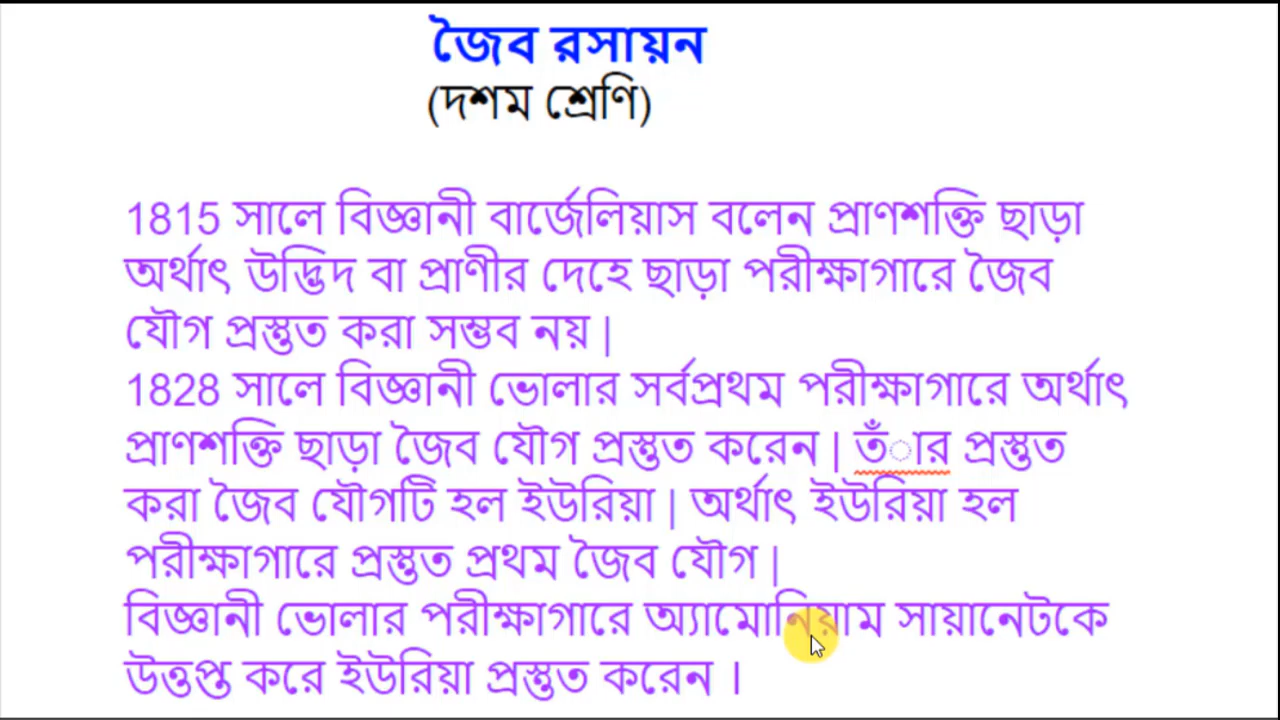 জৈব রসায়ন
(দশম শ্রেণি)
1815 সালে বিজ্ঞানী বার্জেলিয়াস বলেন প্রাণশক্তি ছাড়া
অর্থাৎ উদ্ভিদ বা প্রাণীর দেহে ছাড়া পরীক্ষাগারে জৈব
যৌগ প্রস্তুত করা সম্ভব নয় |
1828 সালে বিজ্ঞানী ভোলার সর্বপ্রথম পরীক্ষাগারে অর্থাৎ
প্রাণশক্তি ছাড়া জৈব যৌগ প্রস্তুত করেন | তঁার প্রস্তুত
করা জৈব যৌগটি হল ইউরিয়া | অর্থাৎ ইউরিয়া হল
পরীক্ষাগারে প্রস্তুত প্রথম জৈব যৌগ |
বিজ্ঞানী ভোলার পরীক্ষাগারে অ্যামোনিয়াম সায়ানেটকে
উত্তপ্ত করে ইউরিয়া প্রস্তুত করেন ।